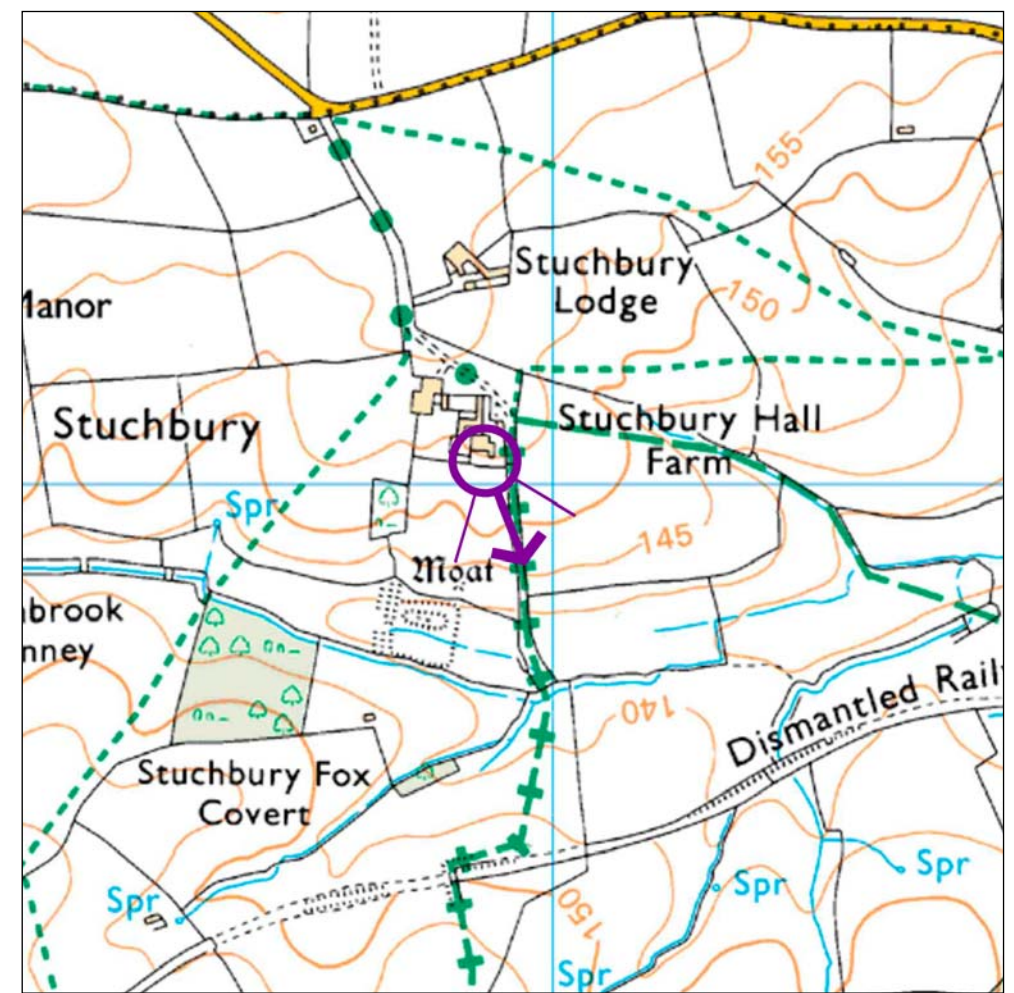 155
Stuchbury
Lodge
150
Manor
Stuchbury
Stuchbury Hall
Farm
Spr
145
Moat
nbrook
nney
140
Dismantled Rail
Stuchbury Fox
Covert
Spr
Spr
Spr
150
Spr